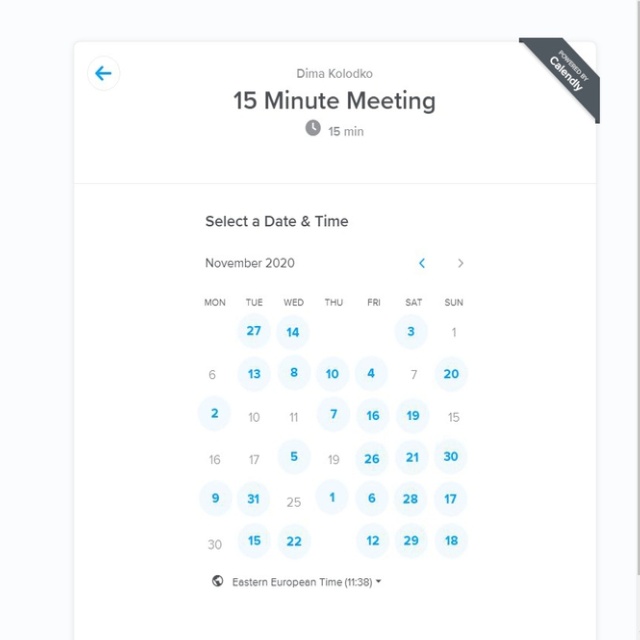 POWERED BY
Calendly
Dima Kolodko
15 Minute Meeting
15 min
Select a Date & Time
November 2020
MON TUE WED THU FRI SAT SUN
27 14 3 1
6 13 8 10 4 7 20
2 10 11 7 16 19 15
16 17 5 19 26 21 30
9 31 25 1 6 28 17
30 15 22 12 29 18
Eastern European Time (11:38)